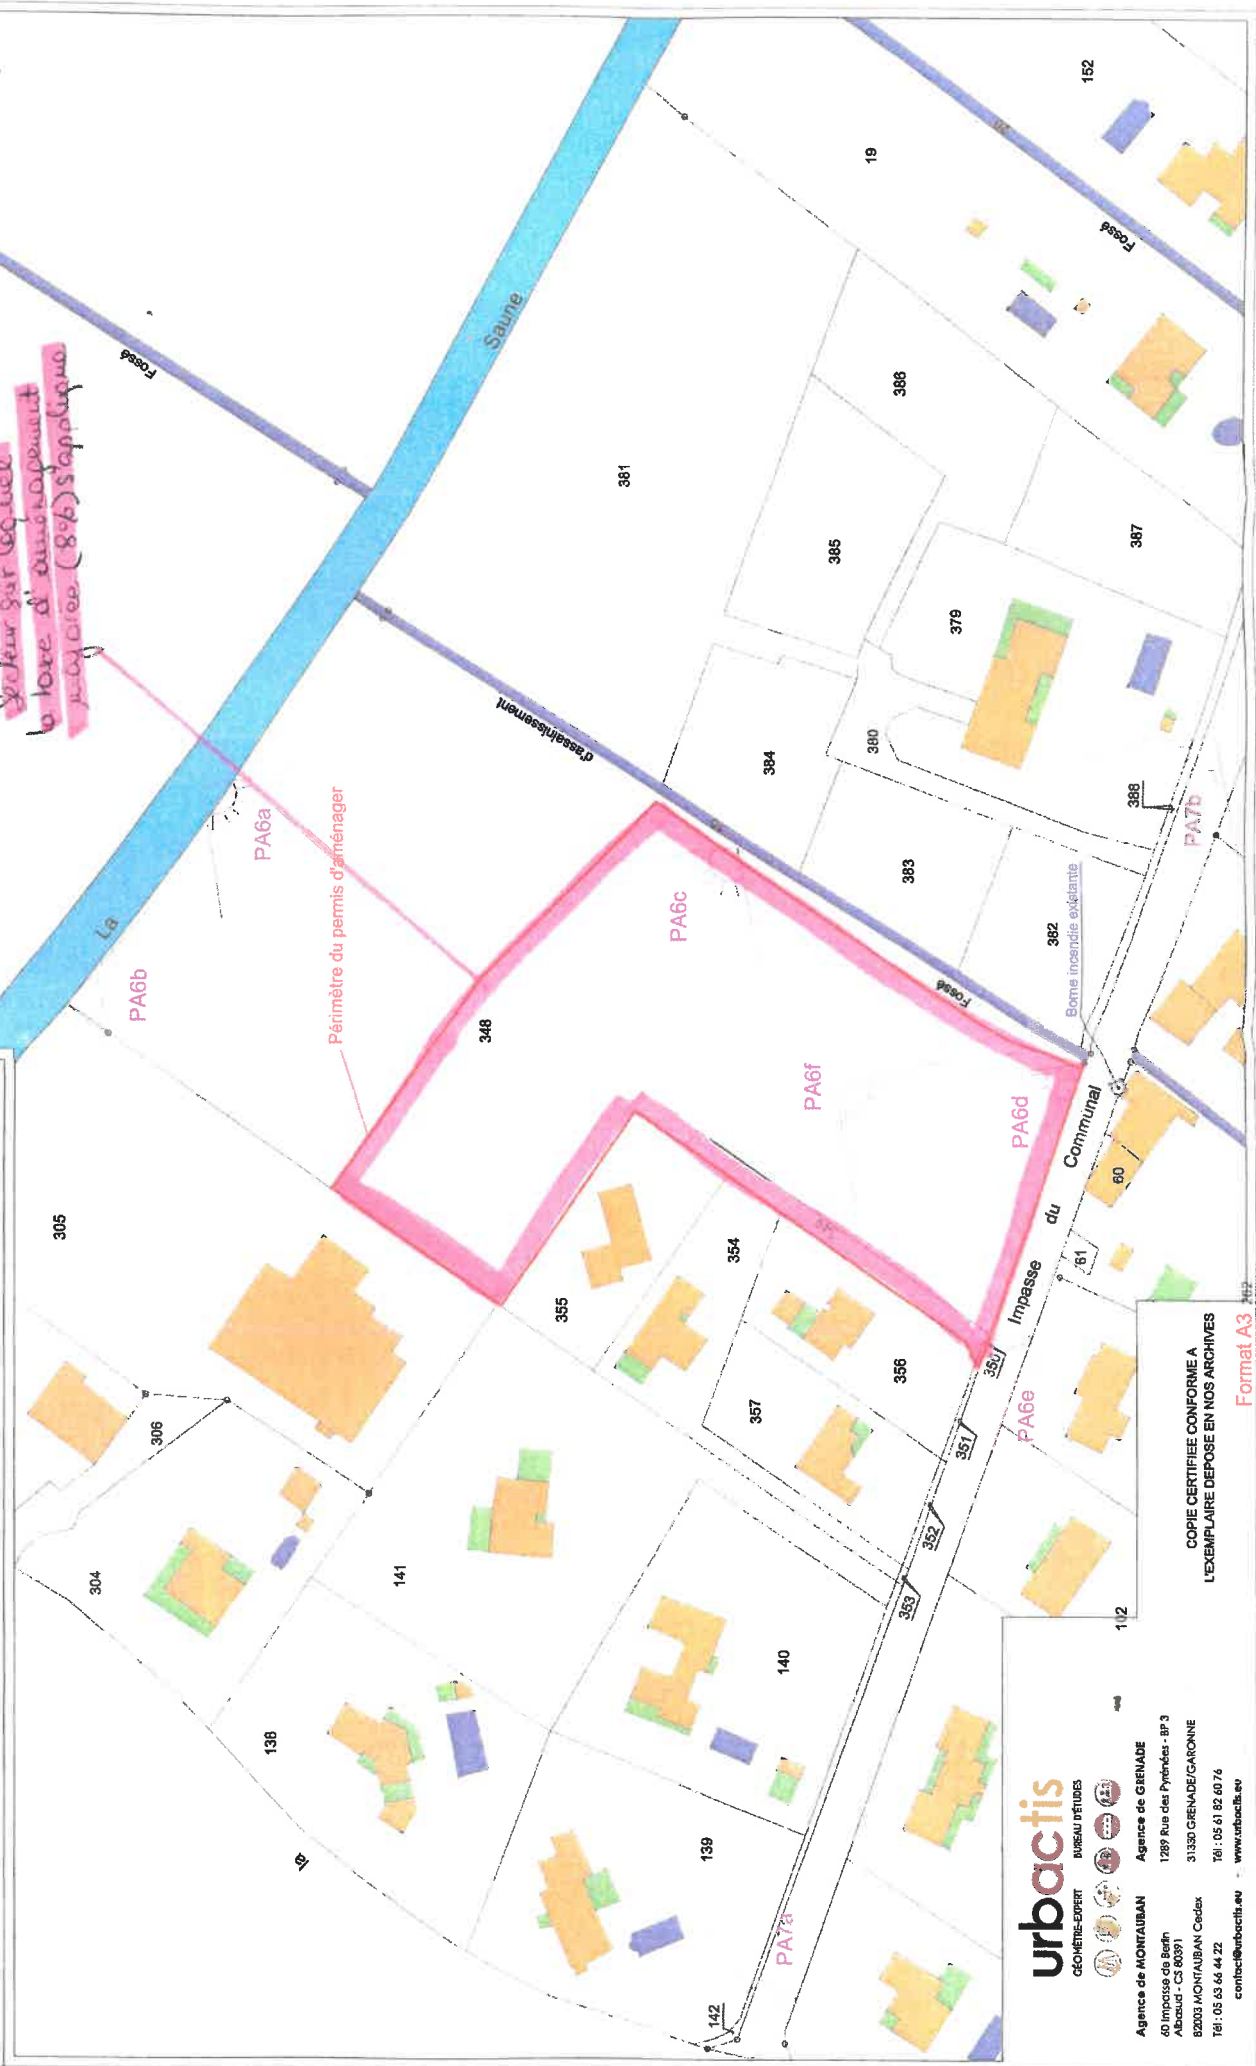 Secteur sur lequel
la taxe d'aménagement
majorée (8%) s'applique
Fossé
La
Saune
Fossé
d'assainissement
Fossé
Périmètre du permis d'aménager
PA6a
PA6b
PA6c
PA6d
PA6e
PA6f
PA7a
PA7b
Borne incendie existante
Impasse
du
Communal
la
305
306
304
141
138
139
140
142
348
355
354
357
356
350
351
352
353
381
385
386
384
383
382
380
379
387
388
19
152
60
61
102
COPIE CERTIFIEE CONFORME A
L'EXEMPLAIRE DEPOSE EN NOS ARCHIVES
Format A3
urbactis
GÉOMÈTRE-EXPERT BUREAU D'ÉTUDES
Agence de MONTAUBAN
60 Impasse de Berlin
Albasud - CS 80391
82003 MONTAUBAN Cedex
Tél : 05 63 66 44 22
Agence de GRENADE
1289 Rue des Pyrénées - BP 3
31330 GRENADE/GARONNE
Tél : 05 61 82 60 76
contact@urbactis.eu - www.urbactis.eu